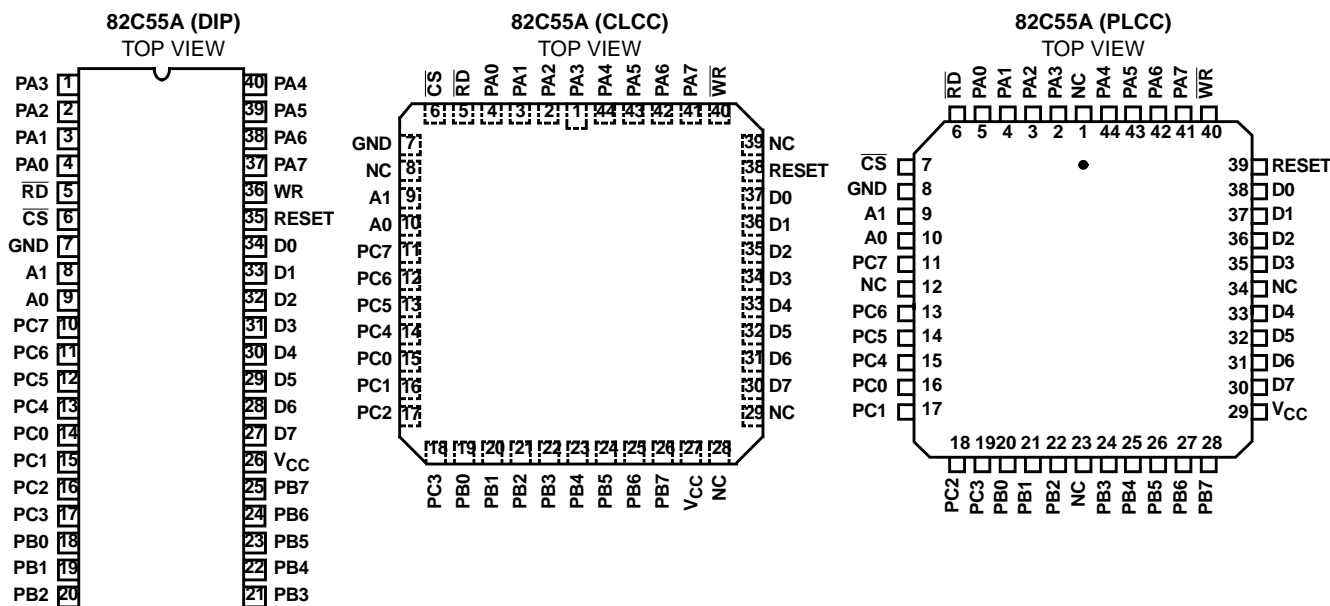 82C55A (DIP)
TOP VIEW
PA3 1 40 PA4
PA2 2 39 PA5
PA1 3 38 PA6
PA0 4 37 PA7
RD 5 36 WR
CS 6 35 RESET
GND 7 34 D0
A1 8 33 D1
A0 9 32 D2
PC7 10 31 D3
PC6 11 30 D4
PC5 12 29 D5
PC4 13 28 D6
PC0 14 27 D7
PC1 15 26 VCC
PC2 16 25 PB7
PC3 17 24 PB6
PB0 18 23 PB5
PB1 19 22 PB4
PB2 20 21 PB3
82C55A (CLCC)
TOP VIEW
CS RD PA0 PA1 PA2 PA3 PA4 PA5 PA6 PA7 WR
6 5 4 3 2 1 44 43 42 41 40
GND 7 39 NC
NC 8 38 RESET
A1 9 37 D0
A0 10 36 D1
PC7 11 35 D2
PC6 12 34 D3
PC5 13 33 D4
PC4 14 32 D5
PC0 15 31 D6
PC1 16 30 D7
PC2 17 29 NC
18 19 20 21 22 23 24 25 26 27 28
PC3 PB0 PB1 PB2 PB3 PB4 PB5 PB6 PB7 VCC NC
82C55A (PLCC)
TOP VIEW
RD PA0 PA1 PA2 PA3 NC PA4 PA5 PA6 PA7 WR
6 5 4 3 2 1 44 43 42 41 40
CS 7 39 RESET
GND 8 38 D0
A1 9 37 D1
A0 10 36 D2
PC7 11 35 D3
NC 12 34 NC
PC6 13 33 D4
PC5 14 32 D5
PC4 15 31 D6
PC0 16 30 D7
PC1 17 29 VCC
18 19 20 21 22 23 24 25 26 27 28
PC2 PC3 PB0 PB1 PB2 NC PB3 PB4 PB5 PB6 PB7